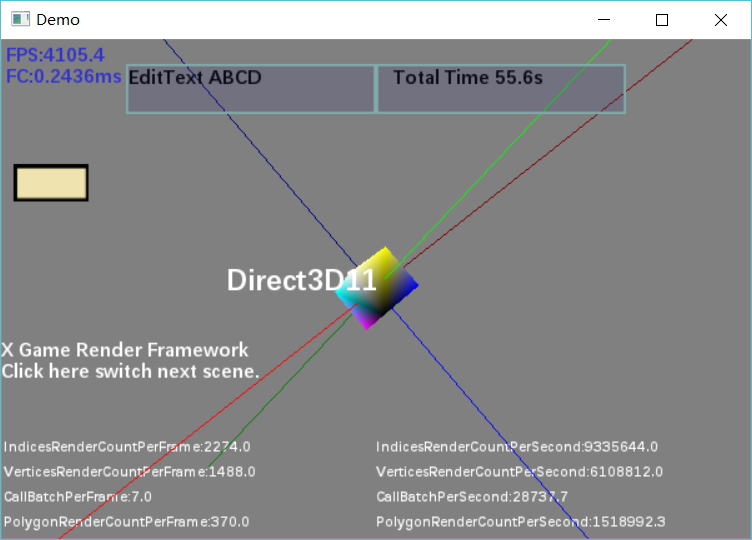 Demo
FPS:4105.4
FC:0.2436ms
EditText ABCD
Total Time 55.6s
Direct3D11
X Game Render Framework
Click here switch next scene.
IndicesRenderCountPerFrame:2274.0
IndicesRenderCountPerSecond:9335644.0
VerticesRenderCountPerFrame:1488.0
VerticesRenderCountPerSecond:6108812.0
CallBatchPerFrame:7.0
CallBatchPerSecond:28737.7
PolygonRenderCountPerFrame:370.0
PolygonRenderCountPerSecond:1518992.3